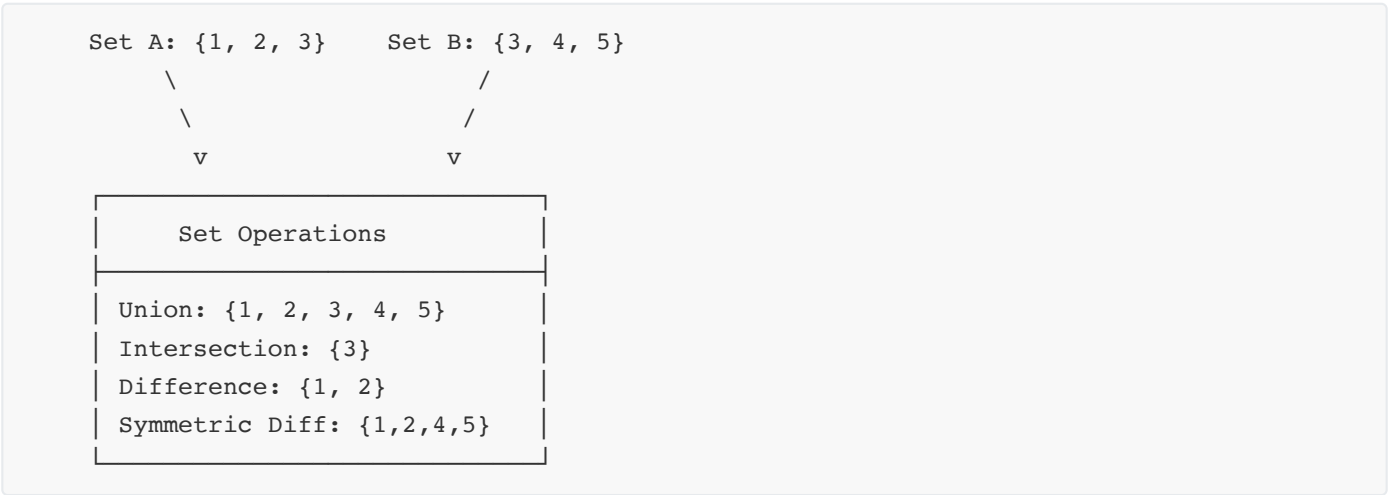 Set A: {1, 2, 3}    Set B: {3, 4, 5}
\                    /
\                  /
v                v
Set Operations
Union: {1, 2, 3, 4, 5}
Intersection: {3}
Difference: {1, 2}
Symmetric Diff: {1,2,4,5}